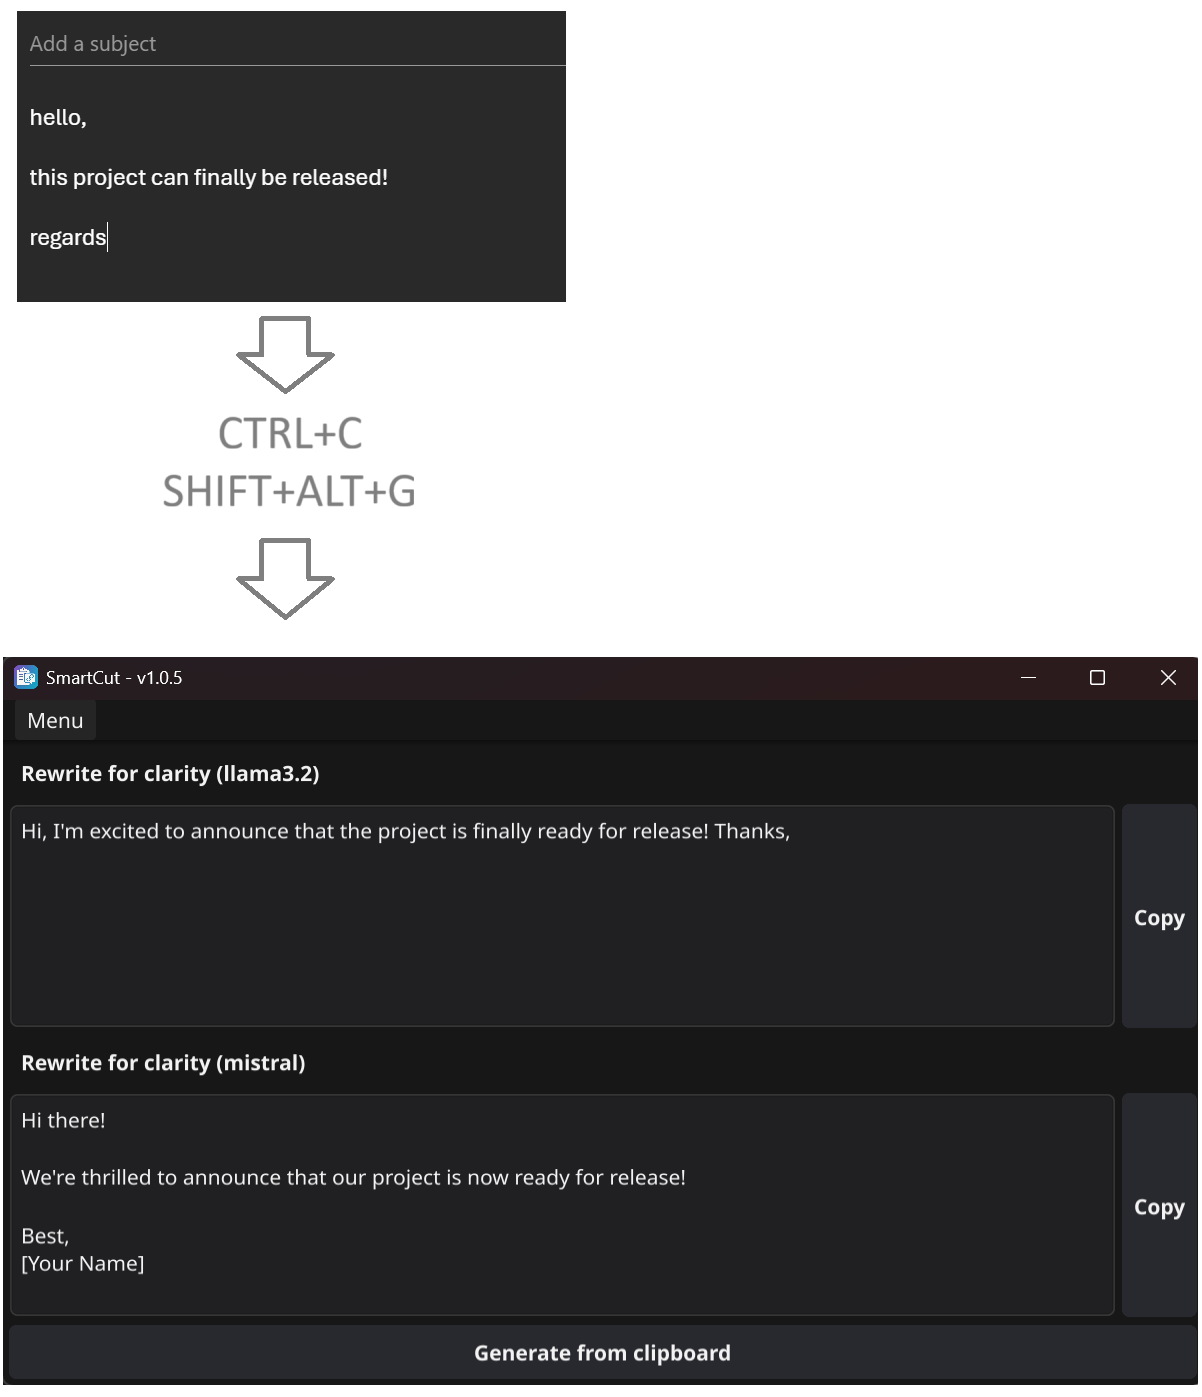 Add a subject
hello,
this project can finally be released!
regards
CTRL+C
SHIFT+ALT+G
SmartCut - v1.0.5
Menu
Rewrite for clarity (llama3.2)
Hi, I'm excited to announce that the project is finally ready for release! Thanks,
Copy
Rewrite for clarity (mistral)
Hi there!
We're thrilled to announce that our project is now ready for release!
Best,
[Your Name]
Copy
Generate from clipboard